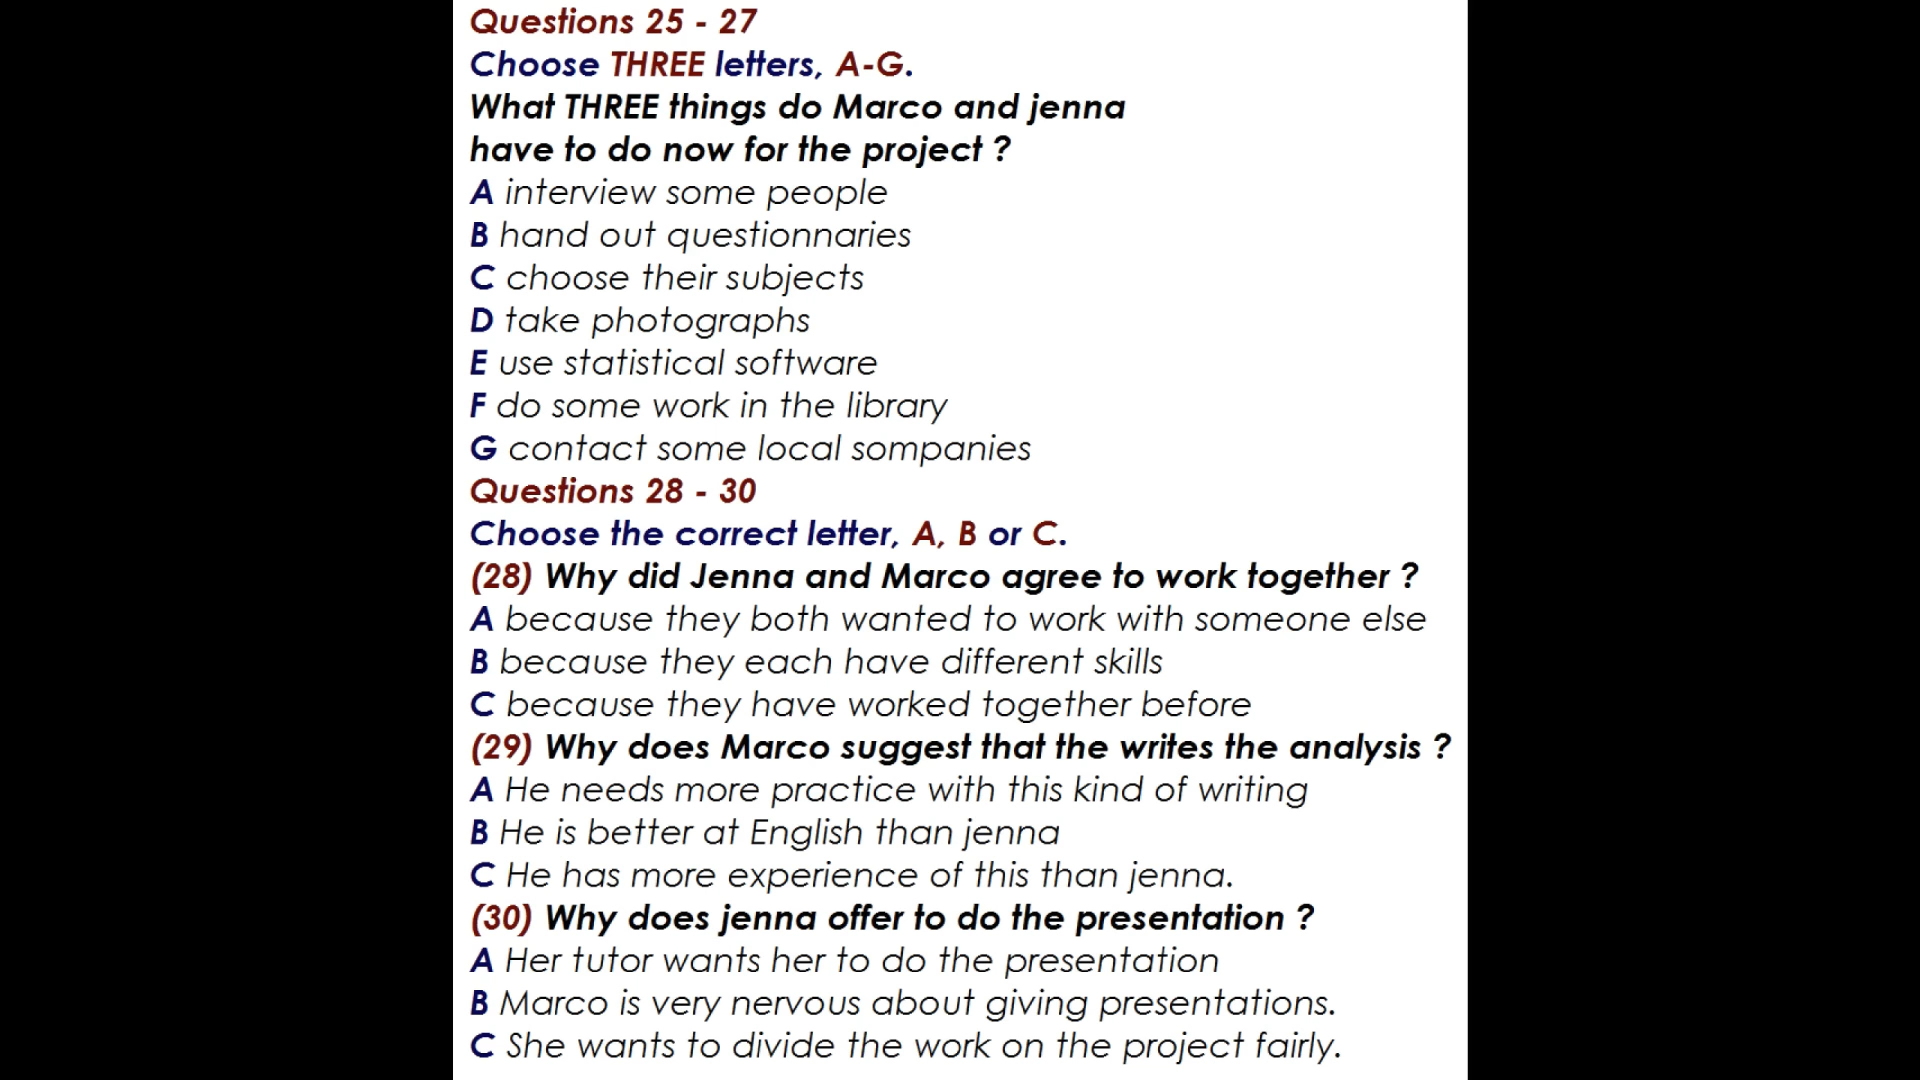 Questions 25 - 27
Choose THREE letters, A-G.
What THREE things do Marco and jenna
have to do now for the project ?
A interview some people
B hand out questionnaries
C choose their subjects
D take photographs
E use statistical software
F do some work in the library
G contact some local sompanies
Questions 28 - 30
Choose the correct letter, A, B or C.
(28) Why did Jenna and Marco agree to work together ?
A because they both wanted to work with someone else
B because they each have different skills
C because they have worked together before
(29) Why does Marco suggest that the writes the analysis ?
A He needs more practice with this kind of writing
B He is better at English than jenna
C He has more experience of this than jenna.
(30) Why does jenna offer to do the presentation ?
A Her tutor wants her to do the presentation
B Marco is very nervous about giving presentations.
C She wants to divide the work on the project fairly.